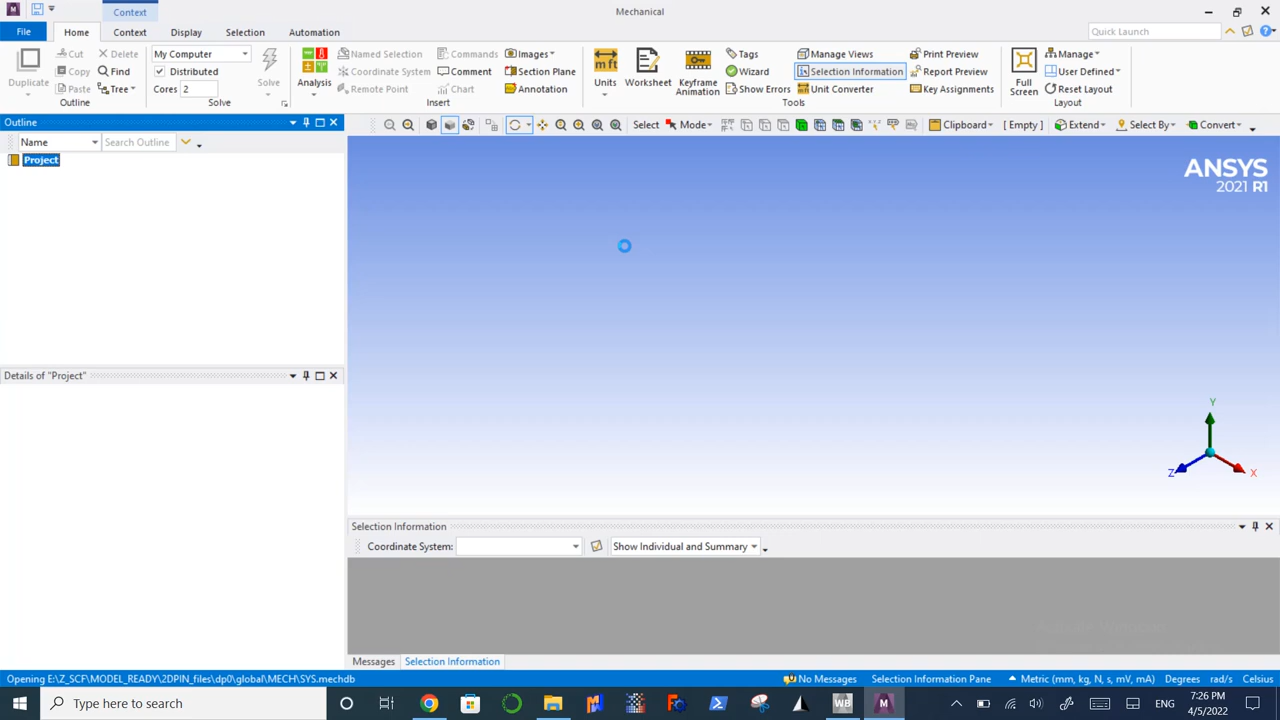 Context
Mechanical
File
Home
Context
Display
Selection
Automation
Quick Launch
Duplicate
Cut
Copy
Paste
Delete
Find
Tree
Outline
My Computer
Distributed
Cores 2
Solve
Solve
Analysis
Named Selection
Coordinate System
Remote Point
Commands
Comment
Chart
Images
Section Plane
Annotation
Insert
Units
Worksheet
Keyframe
Animation
Tags
Wizard
Show Errors
Manage Views
Selection Information
Unit Converter
Print Preview
Report Preview
Key Assignments
Tools
Full
Screen
Manage
User Defined
Reset Layout
Layout
Outline
Select
Mode
Clipboard
[ Empty ]
Extend
Select By
Convert
Name
Search Outline
Project
ANSYS
2021 R1
Details of "Project"
Y
Z
X
Selection Information
Coordinate System:
Show Individual and Summary
Activate Windows
Messages
Selection Information
Opening E:\Z_SCF\MODEL_READY\2DPIN_files\dp0\global\MECH\SYS.mechdb
No Messages
Selection Information Pane
Metric (mm, kg, N, s, mV, mA)
Degrees
rad/s
Celsius
Type here to search
WB
M
ENG
7:26 PM
4/5/2022